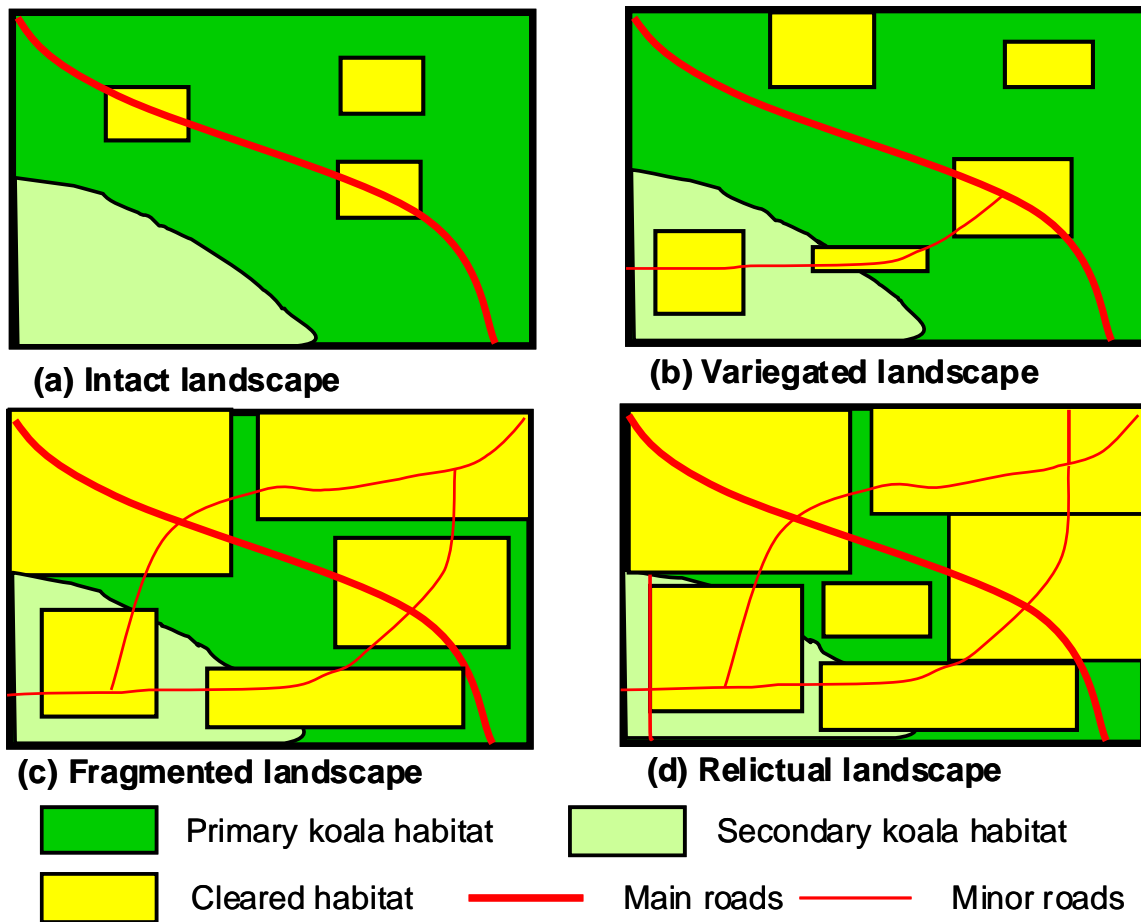 (a) Intact landscape
(b) Variegated landscape
(c) Fragmented landscape
(d) Relictual landscape
Primary koala habitat
Secondary koala habitat
Cleared habitat
Main roads
Minor roads